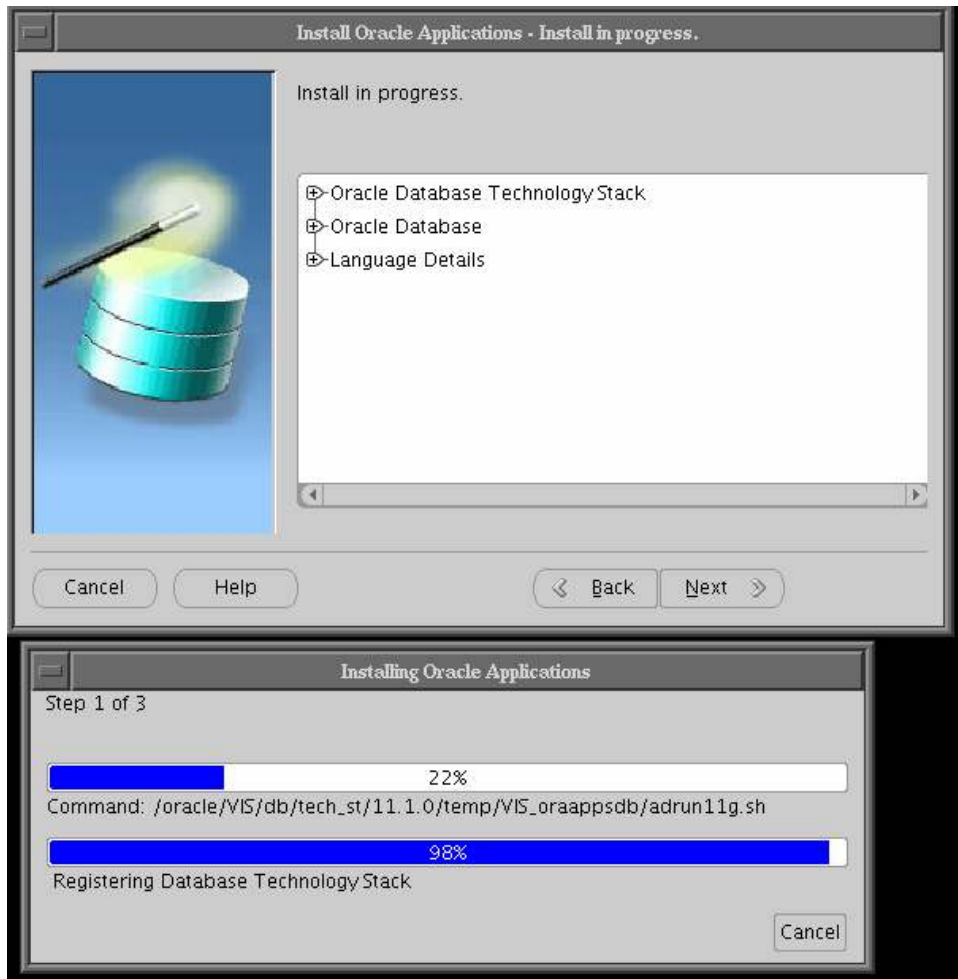 Install Oracle Applications - Install in progress.
Install in progress.
Oracle Database Technology Stack
Oracle Database
Language Details
Cancel Help Back Next
Installing Oracle Applications
Step 1 of 3
22%
Command: /oracle/VIS/db/tech_st/11.1.0/temp/VIS_oraappsdb/adrun11g.sh
98%
Registering Database Technology Stack
Cancel